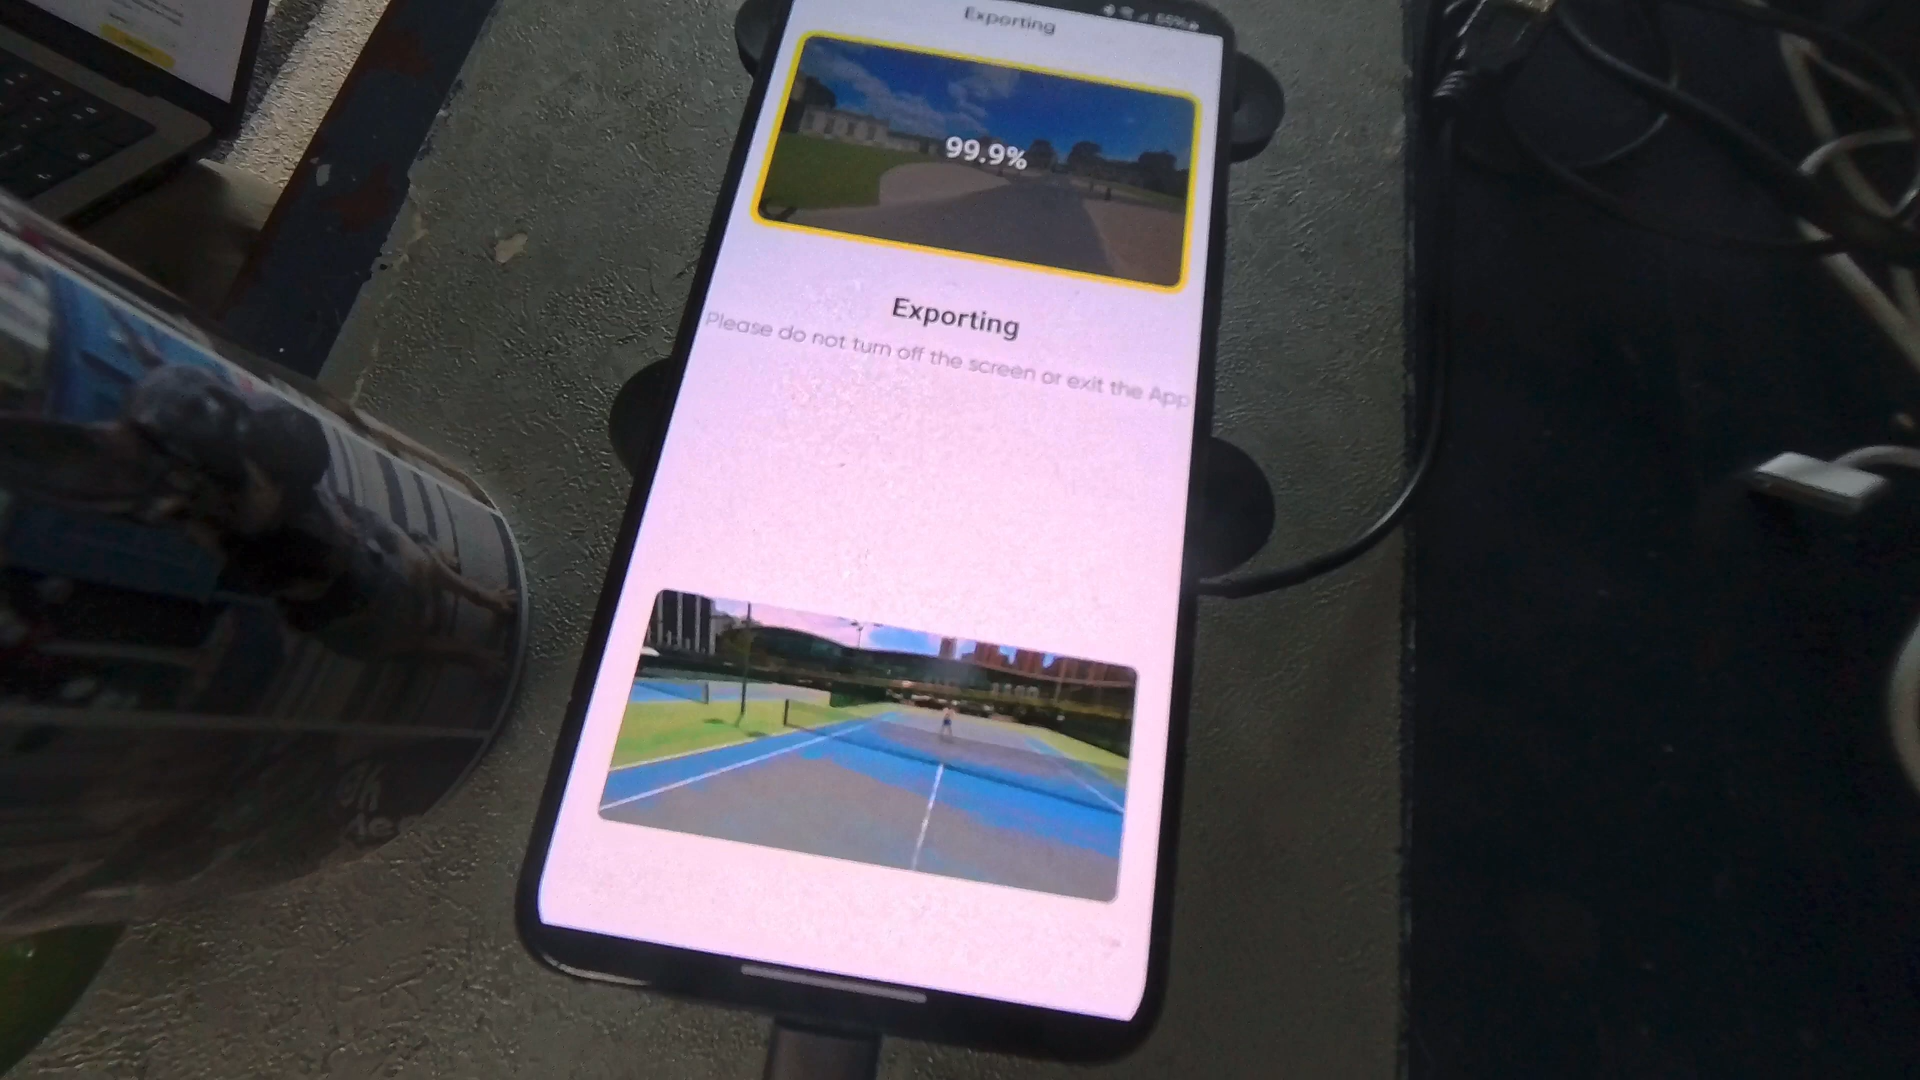 Exporting
99.9%
Exporting
Please do not turn off the screen or exit the App